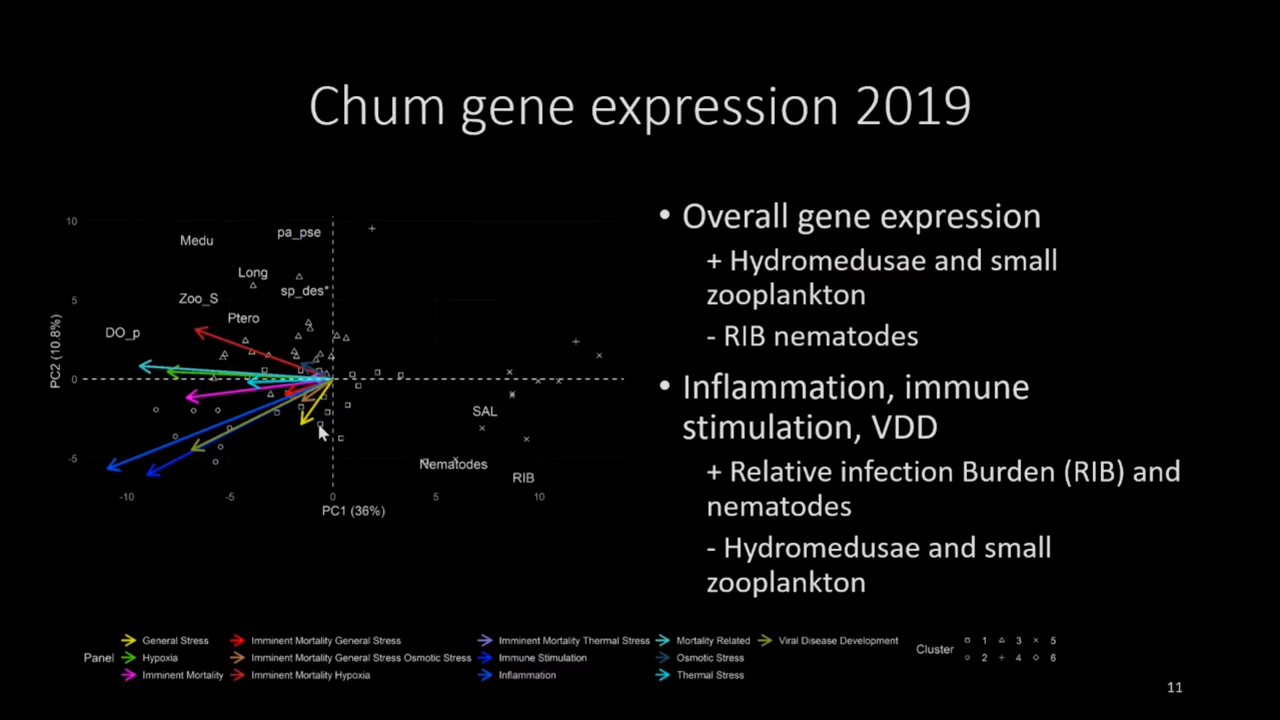 Chum gene expression 2019
10
5
0
-5
PC2 (10.8%)
Medu
pa_pse
Long
sp_des*
Zoo_S
Ptero
DO_p
SAL
Nematodes
RIB
-10
-5
0
5
10
PC1 (36%)
• Overall gene expression
+ Hydromedusae and small
zooplankton
- RIB nematodes
• Inflammation, immune
stimulation, VDD
+ Relative infection Burden (RIB) and
nematodes
- Hydromedusae and small
zooplankton
Panel
General Stress
Hypoxia
Imminent Mortality
Imminent Mortality General Stress
Imminent Mortality General Stress Osmotic Stress
Imminent Mortality Hypoxia
Imminent Mortality Thermal Stress
Immune Stimulation
Inflammation
Mortality Related
Osmotic Stress
Thermal Stress
Viral Disease Development
Cluster
1
2
3
4
5
6
11